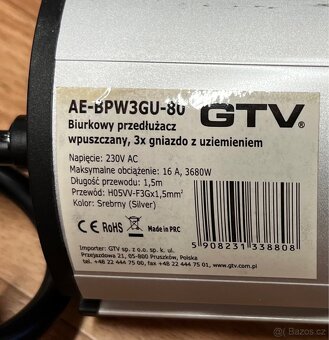 AE-BPW3GU-80 GTV®
Biurkowy przedłużacz
wpuszczany, 3x gniazdo z uziemieniem
Napięcie: 230V AC
Maksymalne obciążenie: 16 A, 3680W
Długość przewodu: 1,5m
Przewód: H05VV-F3Gx1,5mm²
Kolor: Srebrny (Silver)
CE RoHS Made in PRC
5 908231 338808
Importer: GTV sp. z o.o. sp. k. ul.
Przejazdowa 21, 05-800 Pruszków, Polska
tel. +48 22 444 75 00, fax +48 22 444 7501, www.gtv.com.pl
Bazos.cz